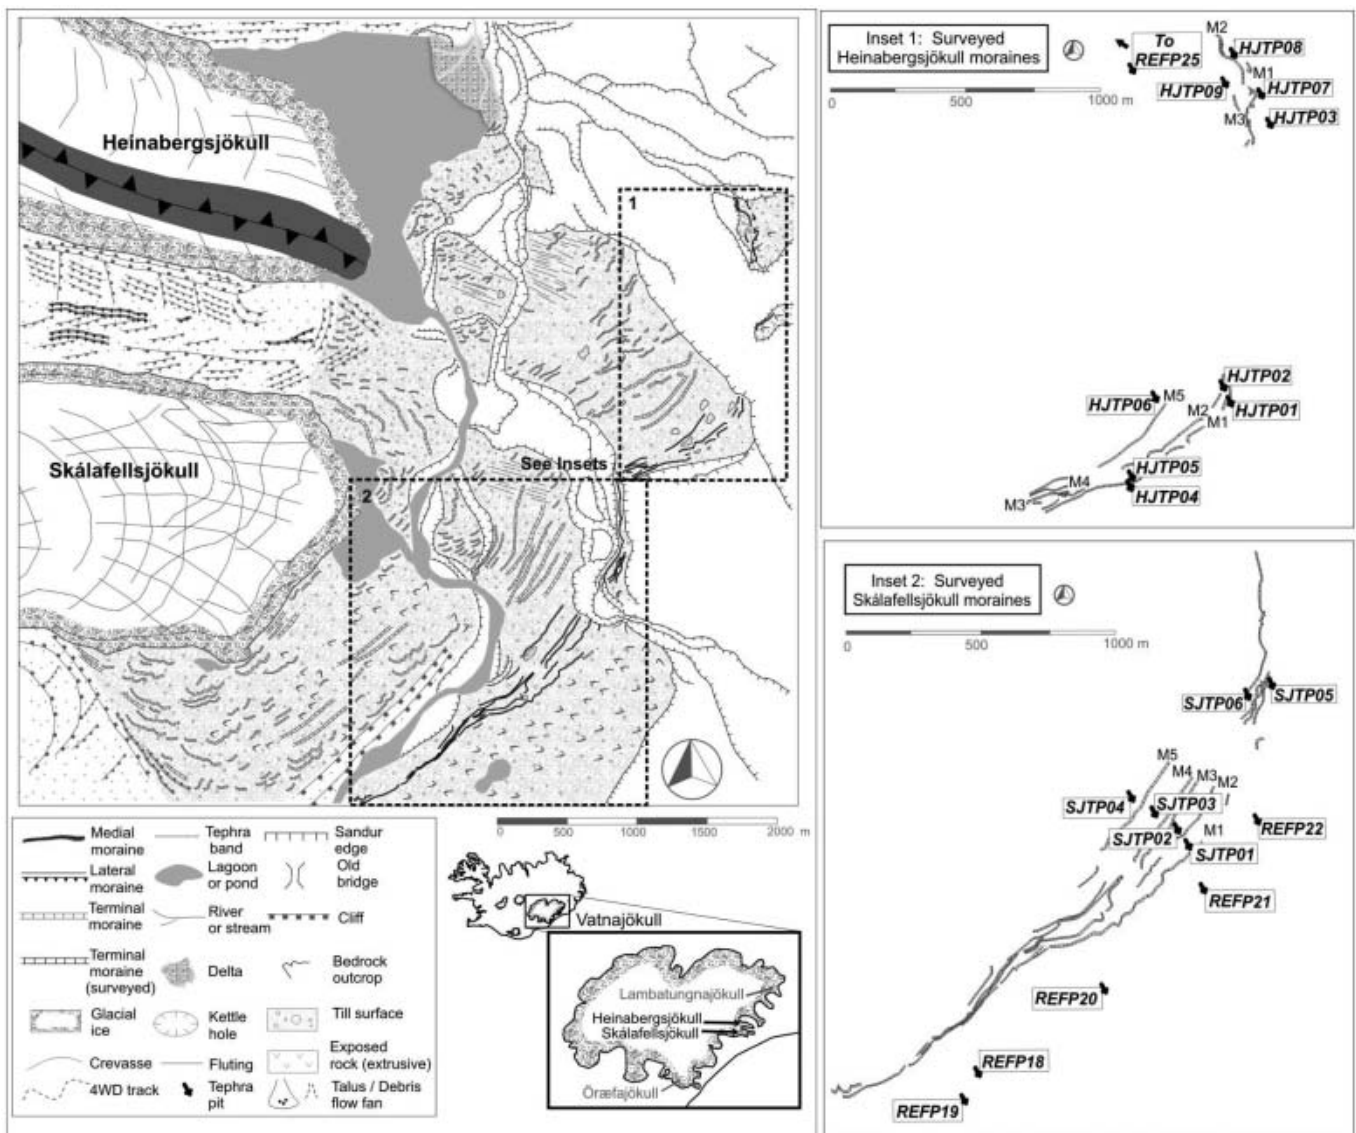 Heinabergsjökull
Skálafellsjökull
1
See Insets
2
Medial
moraine
Tephra
band
Sandur
edge
Lateral
moraine
Lagoon
or pond
Old
bridge
Terminal
moraine
River
or stream
Cliff
Terminal
moraine
(surveyed)
Delta
Bedrock
outcrop
Glacial
ice
Kettle
hole
Till surface
Crevasse
Fluting
Exposed
rock (extrusive)
4WD track
Tephra
pit
Talus / Debris
flow fan
0 500 1000 1500 2000 m
Vatnajökull
Lambatungnajökull
Heinabergsjökull
Skálafellsjökull
Öræfajökull
Inset 1: Surveyed
Heinabergsjökull moraines
0 500 1000 m
To
REFP25
M2
HJTP08
M1
HJTP09
HJTP07
M3
HJTP03
HJTP02
HJTP06
M5
HJTP01
M2
M1
HJTP05
M4
M3
HJTP04
Inset 2: Surveyed
Skálafellsjökull moraines
0 500 1000 m
SJTP06
SJTP05
M5
M4
M3
M2
SJTP04
SJTP03
REFP22
SJTP02
M1
SJTP01
REFP21
REFP20
REFP18
REFP19